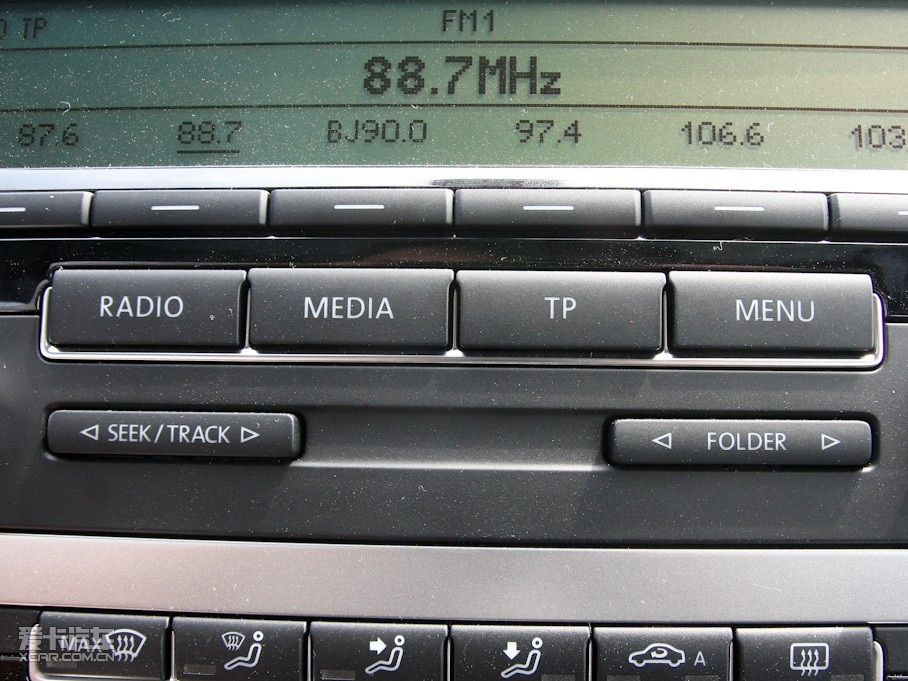 TP FM1
88.7MHz
87.6 88.7 BJ90.0 97.4 106.6 103
RADIO MEDIA TP MENU
SEEK/TRACK FOLDER
MAX A
爱卡汽车
XCAR.COM.CN